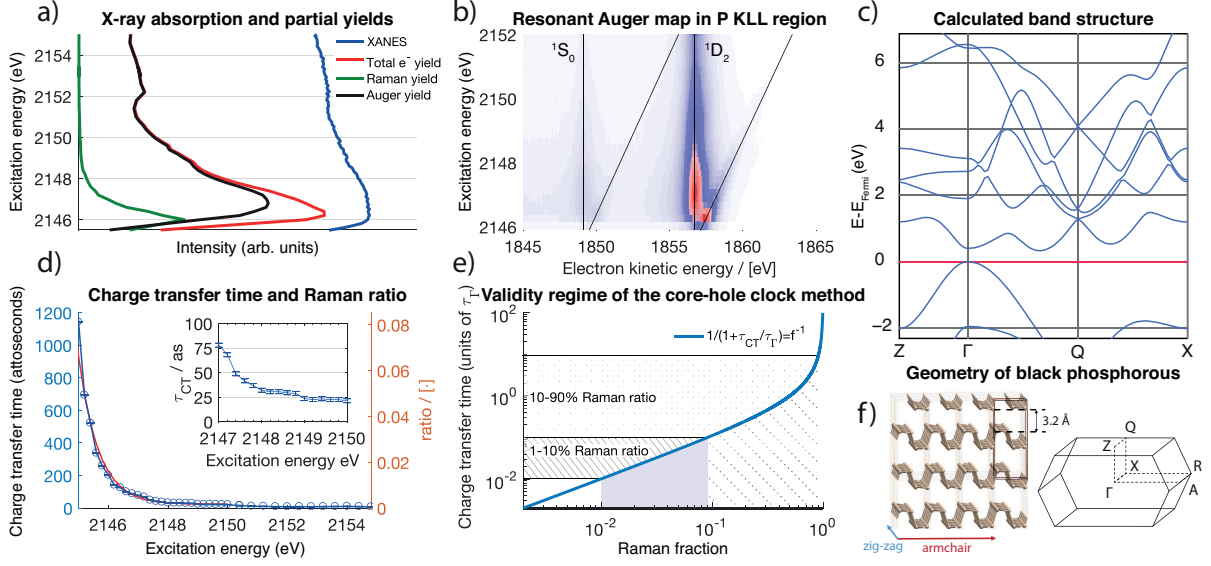 a)
X-ray absorption and partial yields
XANES
Total e⁻ yield
Raman yield
Auger yield
Excitation energy (eV)
2154
2152
2150
2148
2146
Intensity (arb. units)
b)
Resonant Auger map in P KLL region
¹S₀
¹D₂
Excitation energy (eV)
2152
2150
2148
2146
1845
1850
1855
1860
1865
Electron kinetic energy / [eV]
c)
Calculated band structure
E-E_Fermi (eV)
6
4
2
0
−2
Z
Γ
Q
X
d)
Charge transfer time and Raman ratio
Charge transfer time (attoseconds)
1200
1000
800
600
400
200
0
2146
2148
2150
2152
2154
Excitation energy (eV)
0.08
0.06
0.04
0.02
0
ratio / [·]
τ_CT / as
100
75
50
25
0
2147
2148
2149
2150
Excitation energy eV
e)
Validity regime of the core-hole clock method
1/(1+τ_CT/τ_Γ)=f⁻¹
Charge transfer time (units of τ_Γ)
10²
10⁰
10⁻²
10-90% Raman ratio
1-10% Raman ratio
10⁻²
10⁻¹
10⁰
Raman fraction
Geometry of black phosphorous
f)
3.2 Å
zig-zag
armchair
Q
Z
X
R
Γ
A